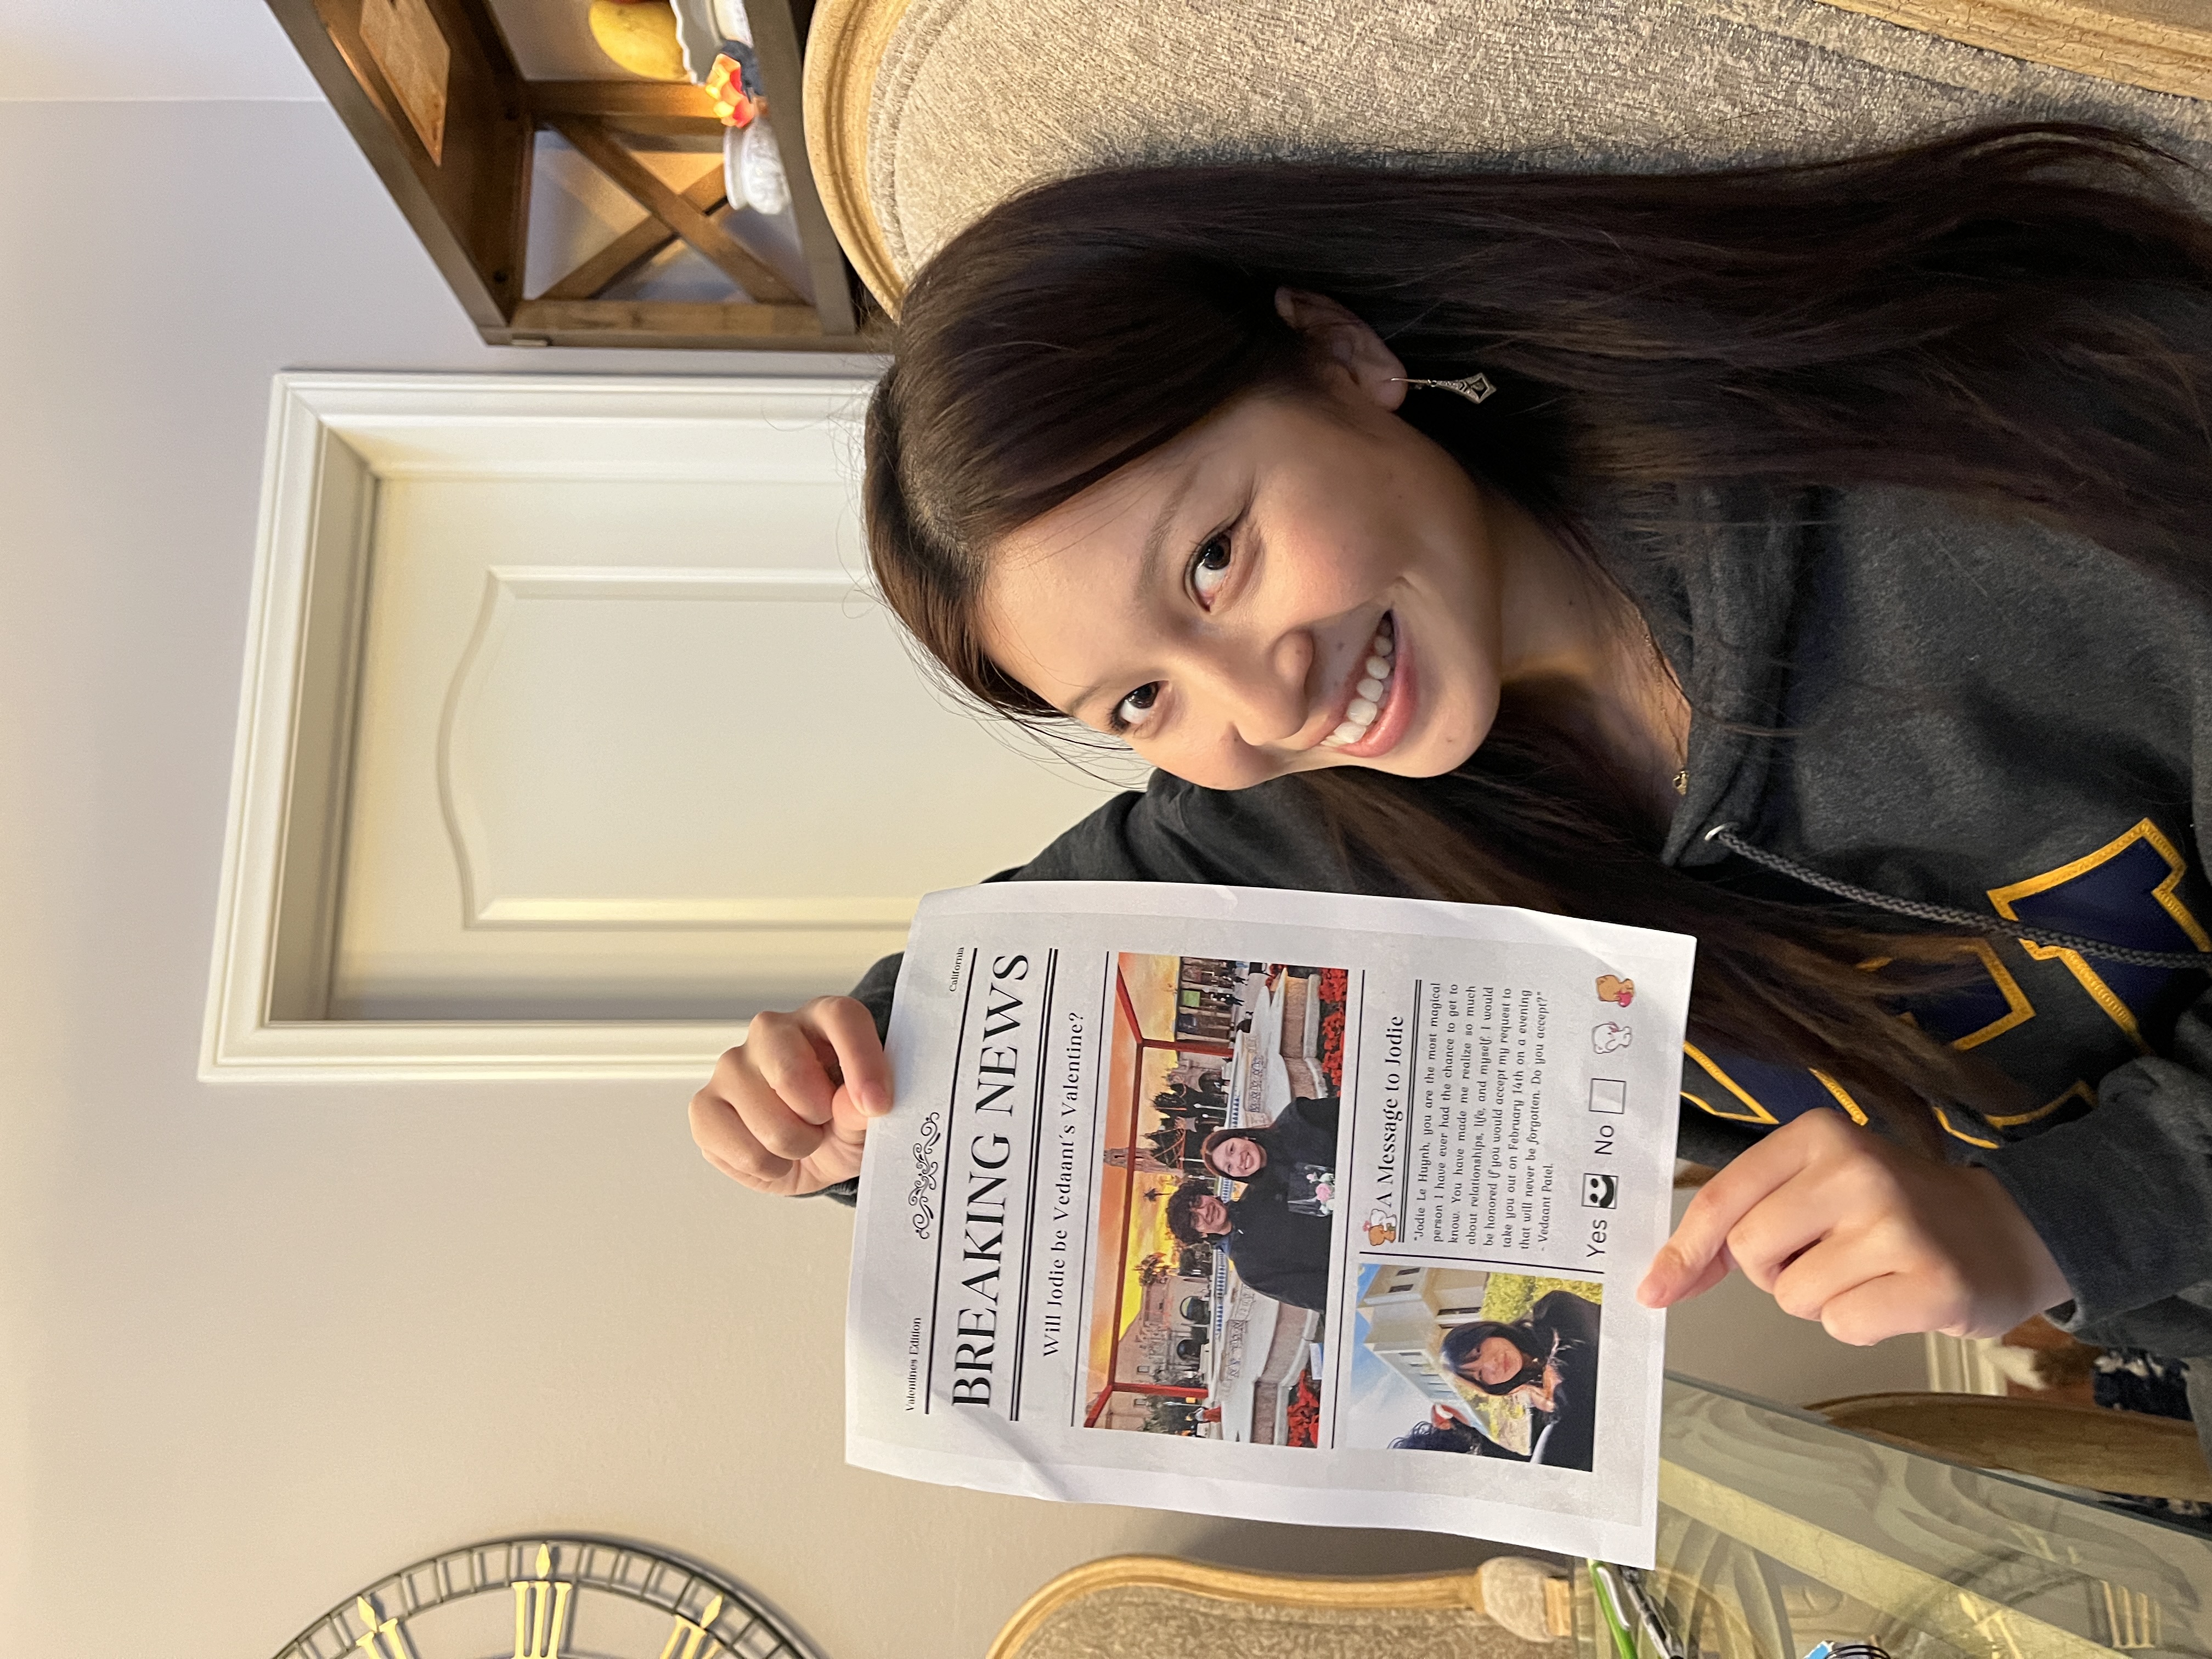 Valentines Edition
California
BREAKING NEWS
Will Jodie be Vedaant's Valentine?
A Message to Jodie
"Jodie Le Huynh, you are the most magical
person I have ever had the chance to get to
know. You have made me realize so much
about relationships, life, and myself. I would
be honored if you would accept my request to
take you out on February 14th on a evening
that will never be forgotten. Do you accept?"
- Vedaant Patel.
Yes No